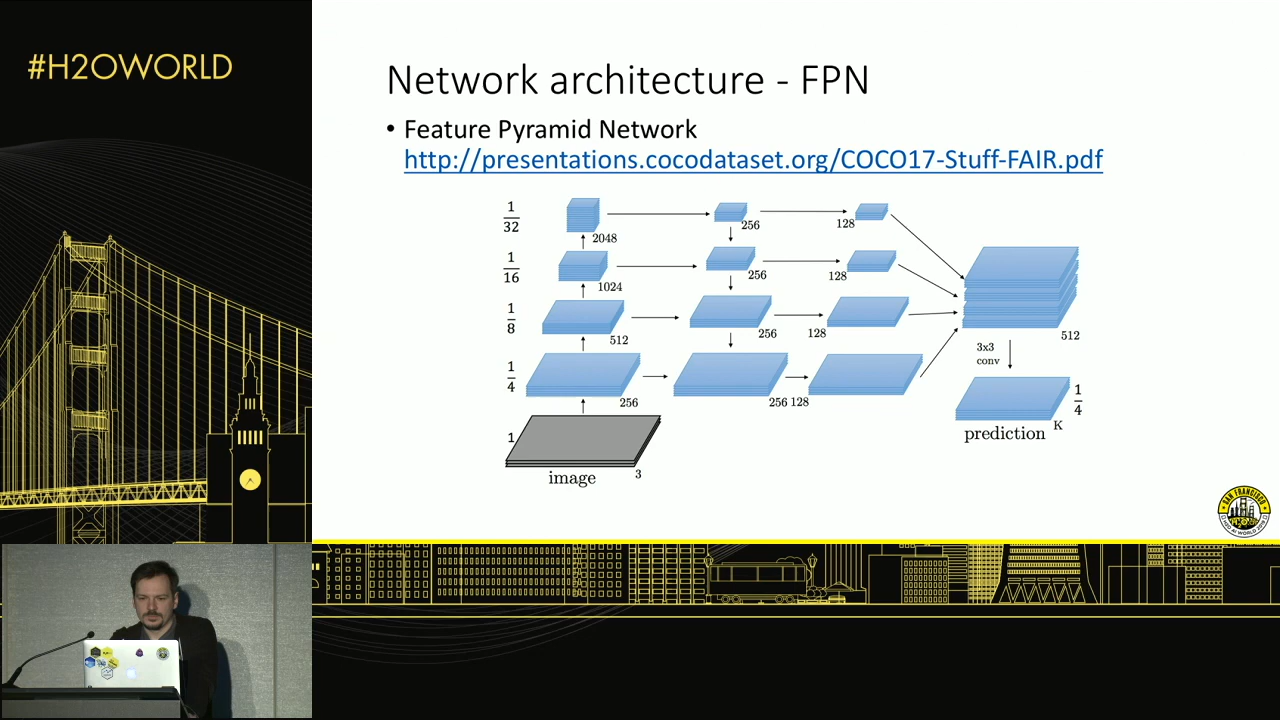 #H2OWORLD
Network architecture - FPN
• Feature Pyramid Network
http://presentations.cocodataset.org/COCO17-Stuff-FAIR.pdf
1
32
2048
256
128
1
16
1024
256
128
1
8
512
256
128
512
1
4
256
256
128
3x3
conv
1
4
K
prediction
1
image
3
SAN FRANCISCO